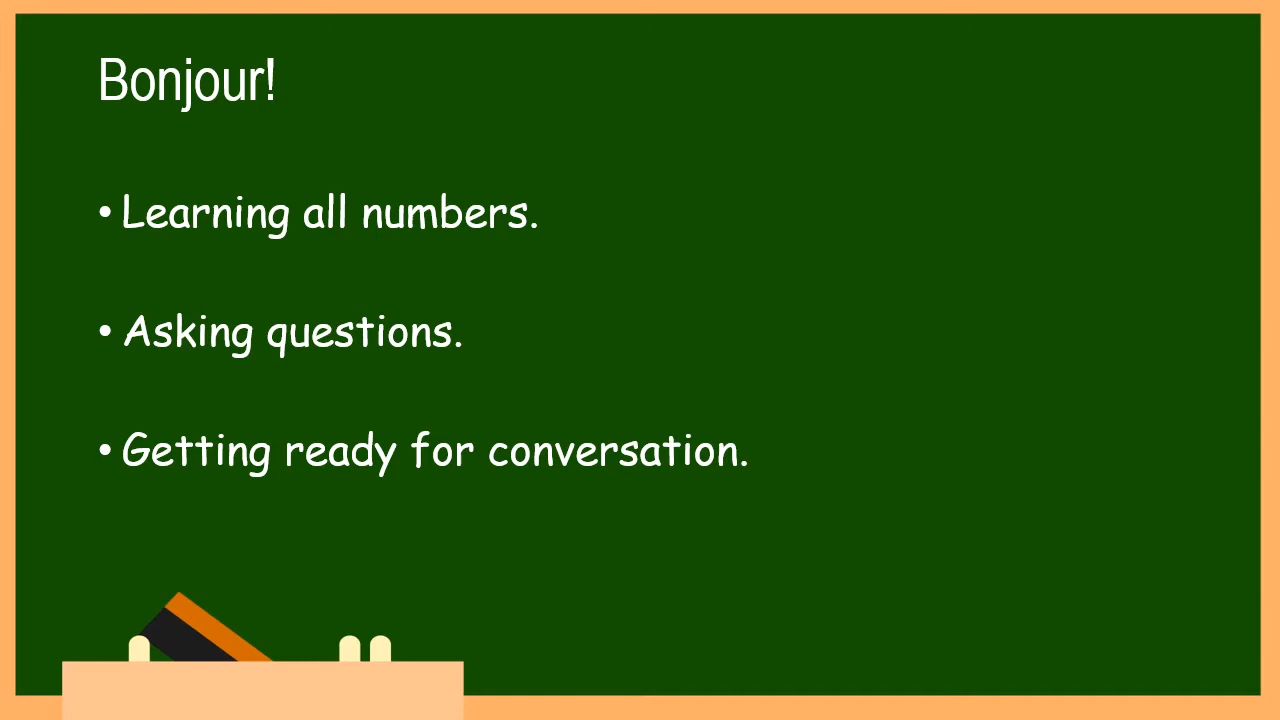 Bonjour!
• Learning all numbers.
• Asking questions.
• Getting ready for conversation.